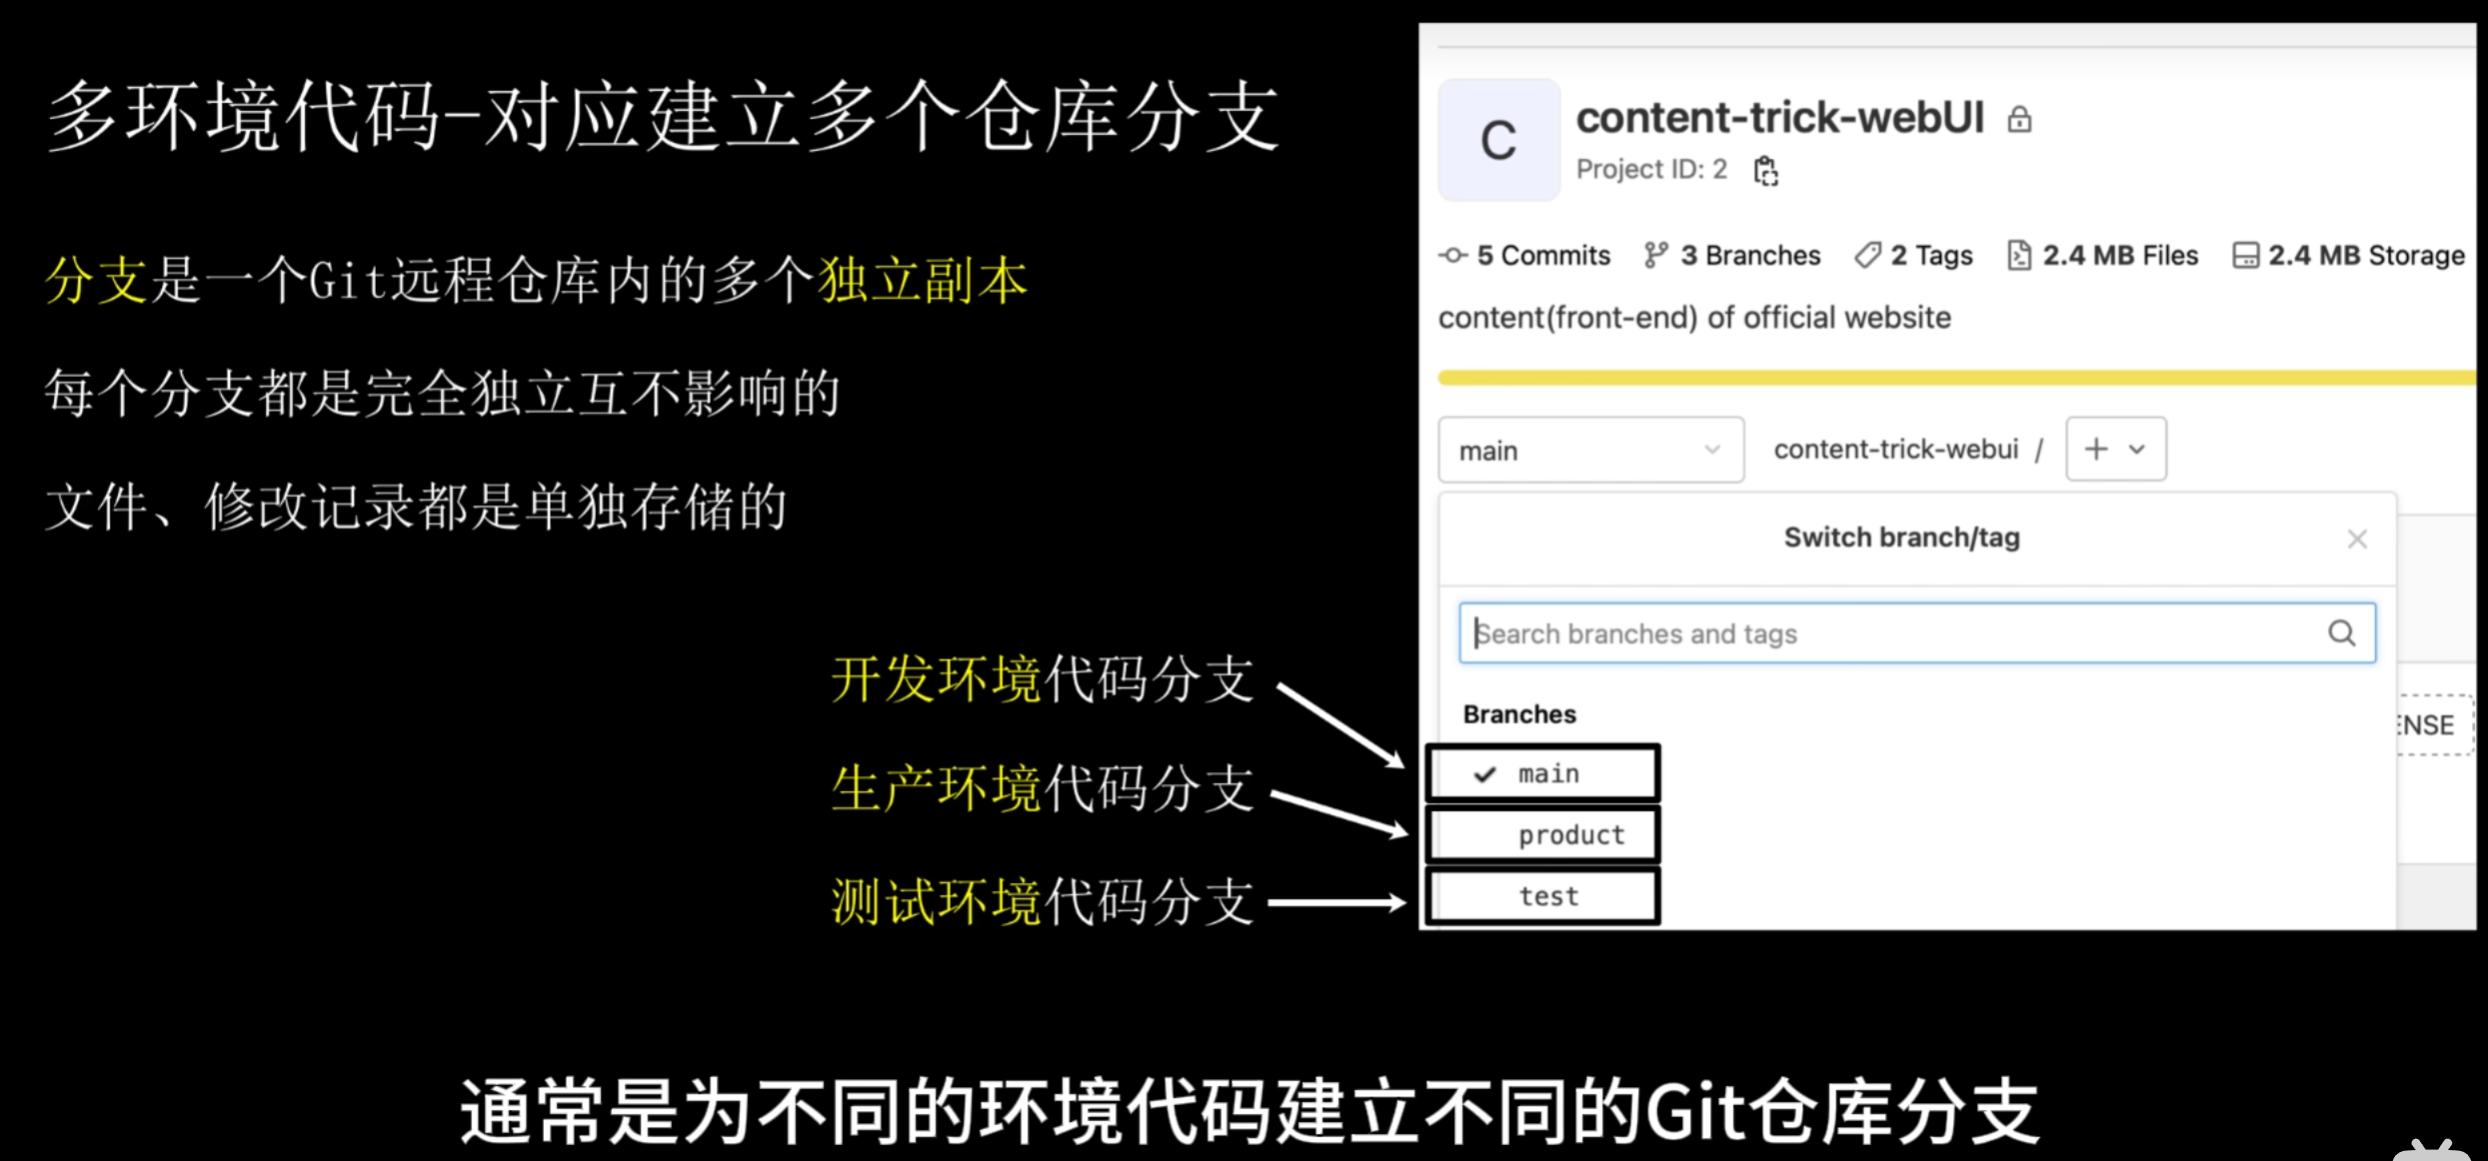 多环境代码-对应建立多个仓库分支
分支是一个Git远程仓库内的多个独立副本
每个分支都是完全独立互不影响的
文件、修改记录都是单独存储的
开发环境代码分支
生产环境代码分支
测试环境代码分支
C
content-trick-webUI
Project ID: 2
5 Commits 3 Branches 2 Tags 2.4 MB Files 2.4 MB Storage
content(front-end) of official website
main content-trick-webui / +
Switch branch/tag
Search branches and tags
Branches
ENSE
main
product
test
通常是为不同的环境代码建立不同的Git仓库分支